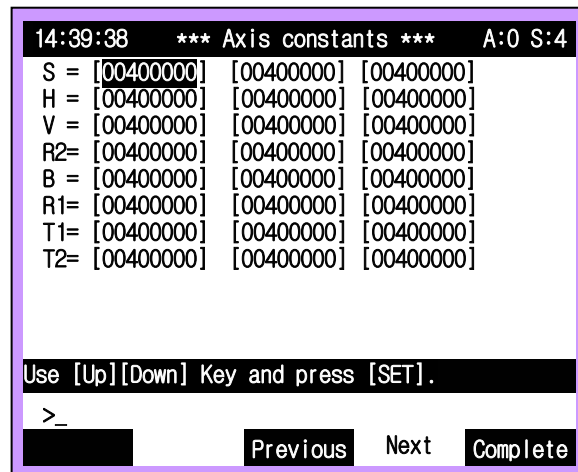 14:39:38 *** Axis constants *** A:0 S:4
S = [00400000] [00400000] [00400000]
H = [00400000] [00400000] [00400000]
V = [00400000] [00400000] [00400000]
R2= [00400000] [00400000] [00400000]
B = [00400000] [00400000] [00400000]
R1= [00400000] [00400000] [00400000]
T1= [00400000] [00400000] [00400000]
T2= [00400000] [00400000] [00400000]
Use [Up][Down] Key and press [SET].
>_
Previous Next Complete